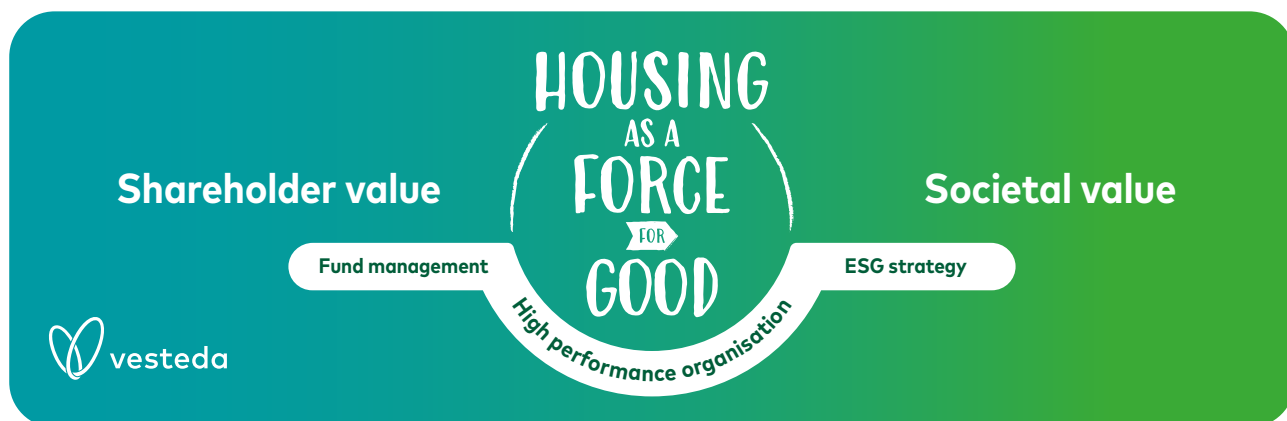 HOUSING
AS A
FORCE
FOR
GOOD
Shareholder value
Societal value
Fund management
ESG strategy
High performance organisation
vesteda